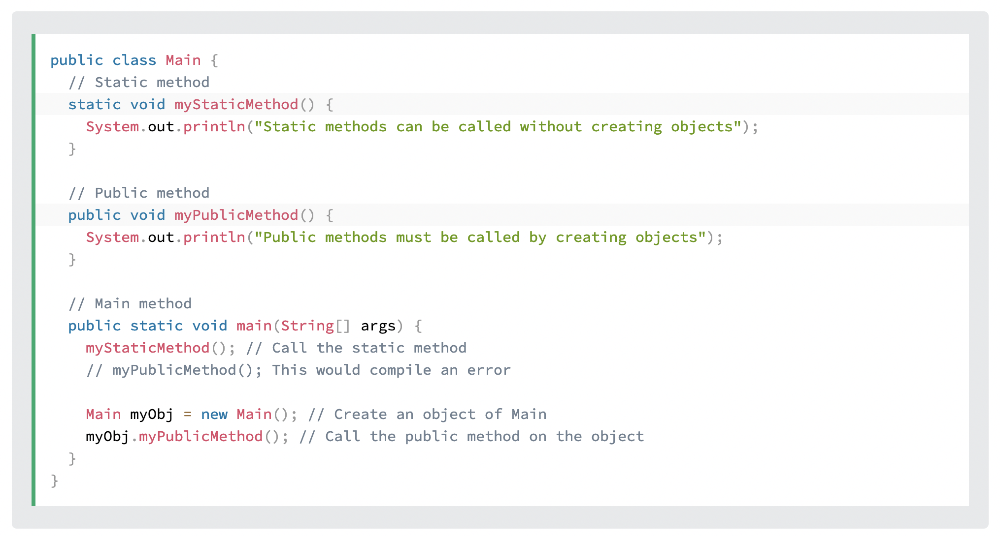 public class Main {
  // Static method
  static void myStaticMethod() {
    System.out.println("Static methods can be called without creating objects");
  }

  // Public method
  public void myPublicMethod() {
    System.out.println("Public methods must be called by creating objects");
  }

  // Main method
  public static void main(String[] args) {
    myStaticMethod(); // Call the static method
    // myPublicMethod(); This would compile an error

    Main myObj = new Main(); // Create an object of Main
    myObj.myPublicMethod(); // Call the public method on the object
  }
}